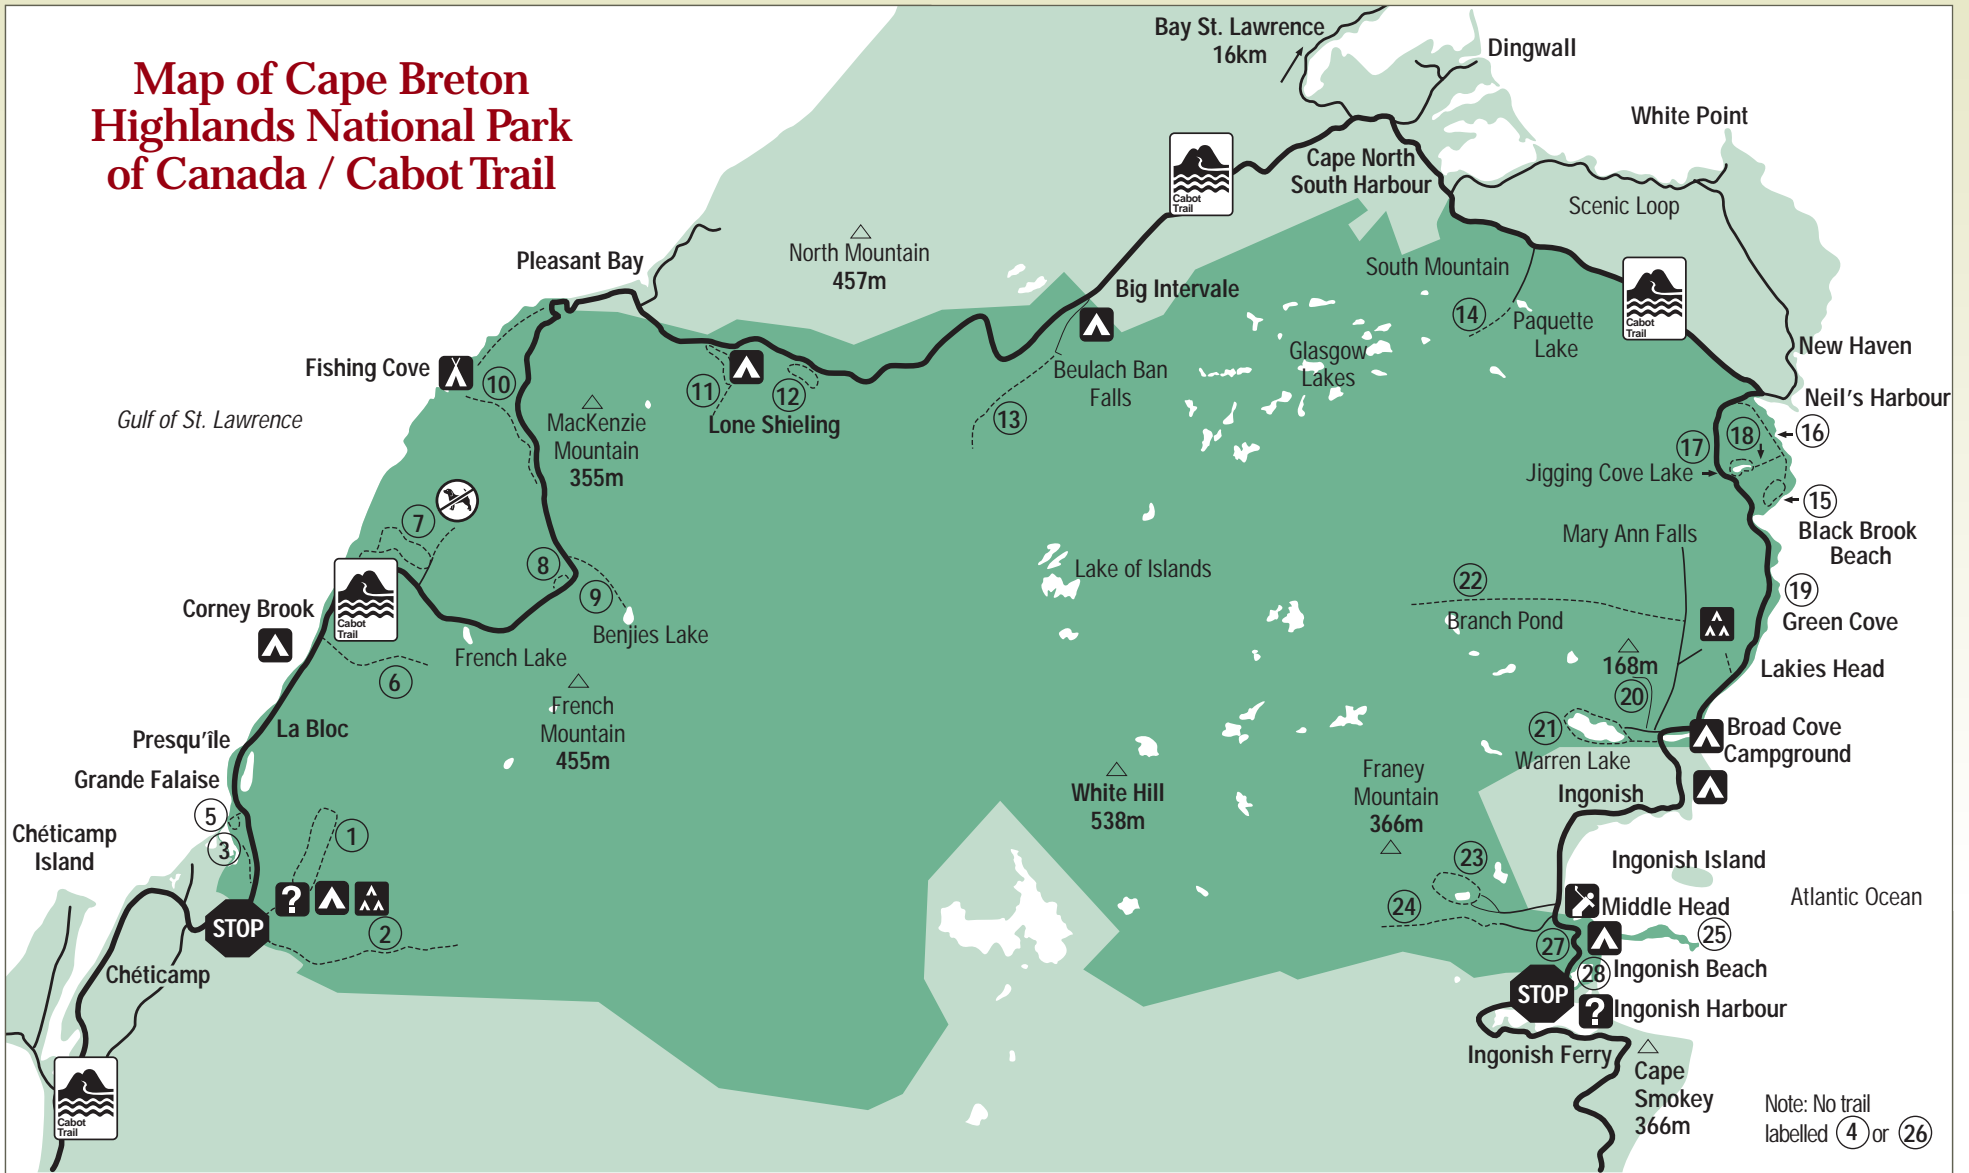 Map of Cape Breton
Highlands National Park
of Canada / Cabot Trail
Bay St. Lawrence
16km
Dingwall
White Point
Cape North
South Harbour
Cabot
Trail
Scenic Loop
North Mountain
457m
Pleasant Bay
South Mountain
Big Intervale
14
Paquette
Lake
Cabot
Trail
Glasgow
Lakes
New Haven
Fishing Cove
10
11
12
Beulach Ban
Falls
13
Lone Shieling
Neil's Harbour
Gulf of St. Lawrence
MacKenzie
Mountain
355m
16
17
18
Jigging Cove Lake
15
Black Brook
Beach
7
Mary Ann Falls
8
9
Lake of Islands
22
19
Corney Brook
Cabot
Trail
Benjies Lake
Branch Pond
Green Cove
French Lake
6
168m
20
Lakies Head
French
Mountain
455m
La Bloc
Presqu'île
Grande Falaise
21
Warren Lake
Broad Cove
Campground
White Hill
538m
Franey
Mountain
366m
Ingonish
5
3
1
Chéticamp
Island
23
Ingonish Island
Atlantic Ocean
?
24
Middle Head
25
STOP
2
27
Chéticamp
28
Ingonish Beach
STOP
?
Ingonish Harbour
Ingonish Ferry
Cape
Smokey
366m
Cabot
Trail
Note: No trail
labelled 4 or 26